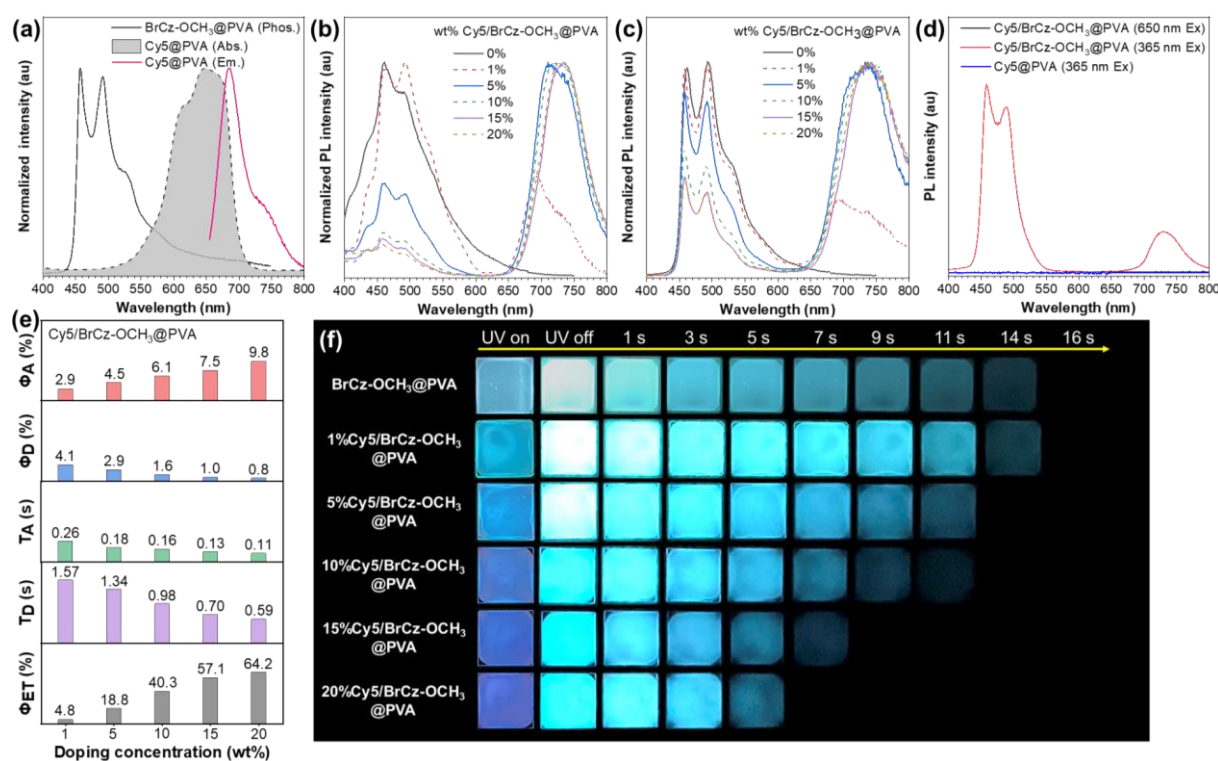 (a)
BrCz-OCH₃@PVA (Phos.)
Cy5@PVA (Abs.)
Cy5@PVA (Em.)
Normalized intensity (au)
400 450 500 550 600 650 700 750 800
Wavelength (nm)
(b)
wt% Cy5/BrCz-OCH₃@PVA
0%
1%
5%
10%
15%
20%
Normalized PL intensity (au)
400 450 500 550 600 650 700 750 800
Wavelength (nm)
(c)
wt% Cy5/BrCz-OCH₃@PVA
0%
1%
5%
10%
15%
20%
Normalized PL intensity (au)
400 450 500 550 600 650 700 750 800
Wavelength (nm)
(d)
Cy5/BrCz-OCH₃@PVA (650 nm Ex)
Cy5/BrCz-OCH₃@PVA (365 nm Ex)
Cy5@PVA (365 nm Ex)
PL intensity (au)
400 450 500 550 600 650 700 750 800
Wavelength (nm)
(e)
Cy5/BrCz-OCH₃@PVA
ΦA (%)
2.9 4.5 6.1 7.5 9.8
ΦD (%)
4.1 2.9 1.6 1.0 0.8
TA (s)
0.26 0.18 0.16 0.13 0.11
TD (s)
1.57 1.34 0.98 0.70 0.59
ΦET (%)
4.8 18.8 40.3 57.1 64.2
1 5 10 15 20
Doping concentration (wt%)
(f)
UV on UV off 1 s 3 s 5 s 7 s 9 s 11 s 14 s 16 s
BrCz-OCH₃@PVA
1%Cy5/BrCz-OCH₃
@PVA
5%Cy5/BrCz-OCH₃
@PVA
10%Cy5/BrCz-OCH₃
@PVA
15%Cy5/BrCz-OCH₃
@PVA
20%Cy5/BrCz-OCH₃
@PVA